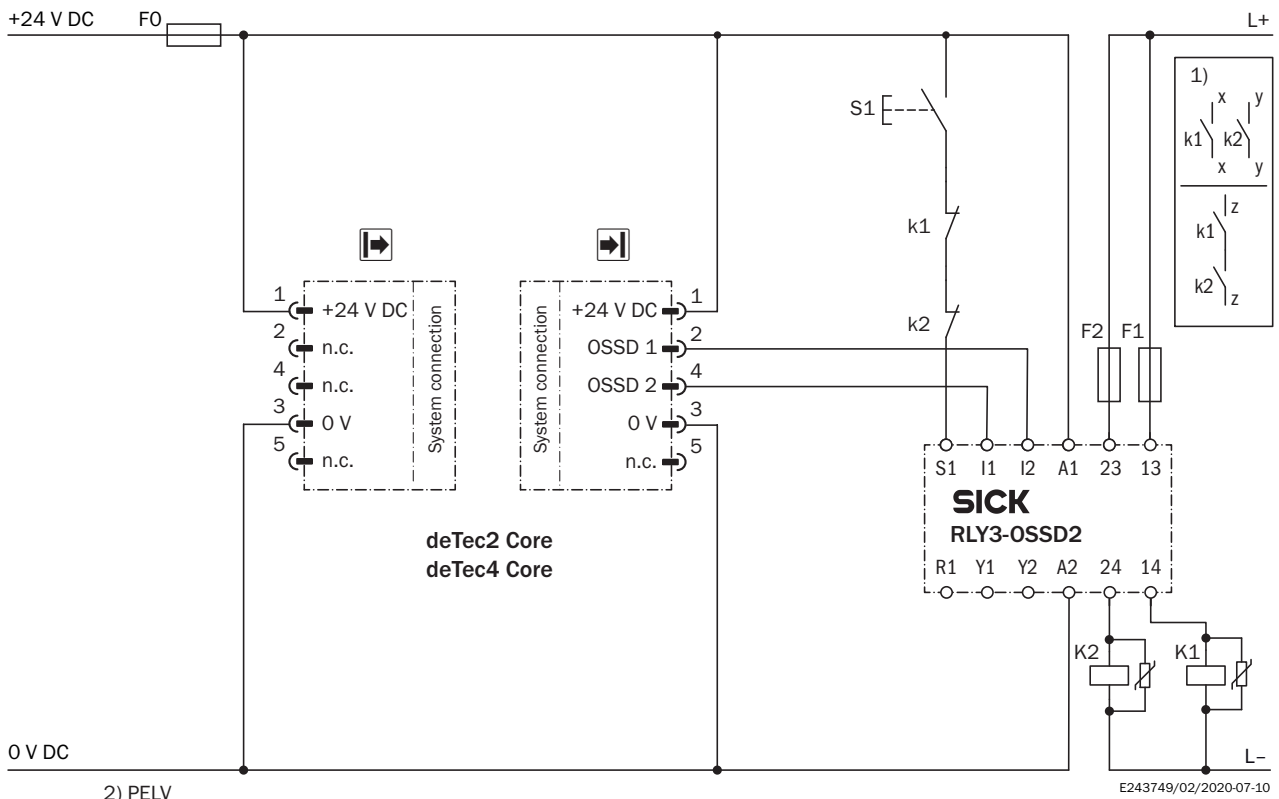 +24 V DC
F0
L+
1)
x
y
k1
k2
x
y
z
k1
k2
z
S1
k1
k2
F2
F1
1
+24 V DC
2
n.c.
4
n.c.
3
0 V
5
n.c.
System connection
System connection
+24 V DC
1
OSSD 1
2
OSSD 2
4
0 V
3
n.c.
5
deTec2 Core
deTec4 Core
S1
I1
I2
A1
23
13
SICK
RLY3-OSSD2
R1
Y1
Y2
A2
24
14
K2
K1
0 V DC
L–
2) PELV
E243749/02/2020-07-10